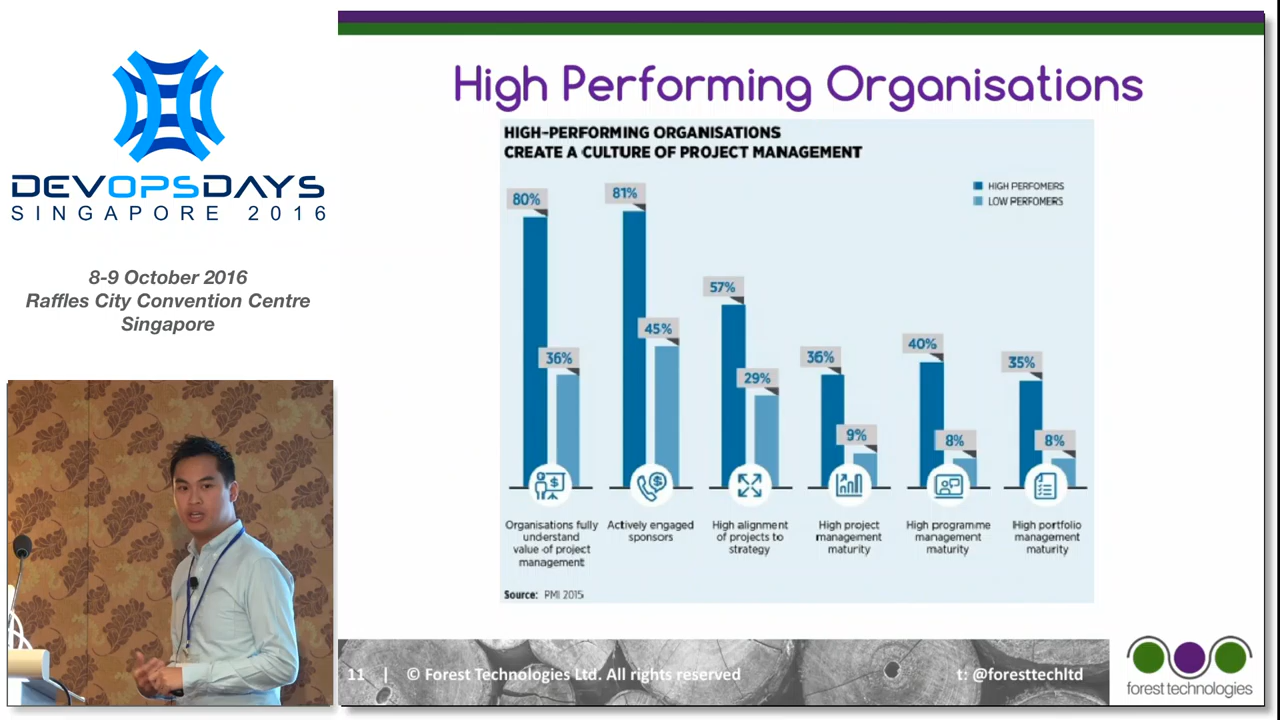 DEVOPSDAYS
SINGAPORE 2016
8-9 October 2016
Raffles City Convention Centre
Singapore
High Performing Organisations
HIGH-PERFORMING ORGANISATIONS
CREATE A CULTURE OF PROJECT MANAGEMENT
HIGH PERFOMERS
LOW PERFOMERS
80%
36%
81%
45%
57%
29%
36%
9%
40%
8%
35%
8%
Organisations fully
understand
value of project
management
Actively engaged
sponsors
High alignment
of projects to
strategy
High project
management
maturity
High programme
management
maturity
High portfolio
management
maturity
Source: PMI 2015
11 | © Forest Technologies Ltd. All rights reserved
t: @foresttechltd
forest technologies